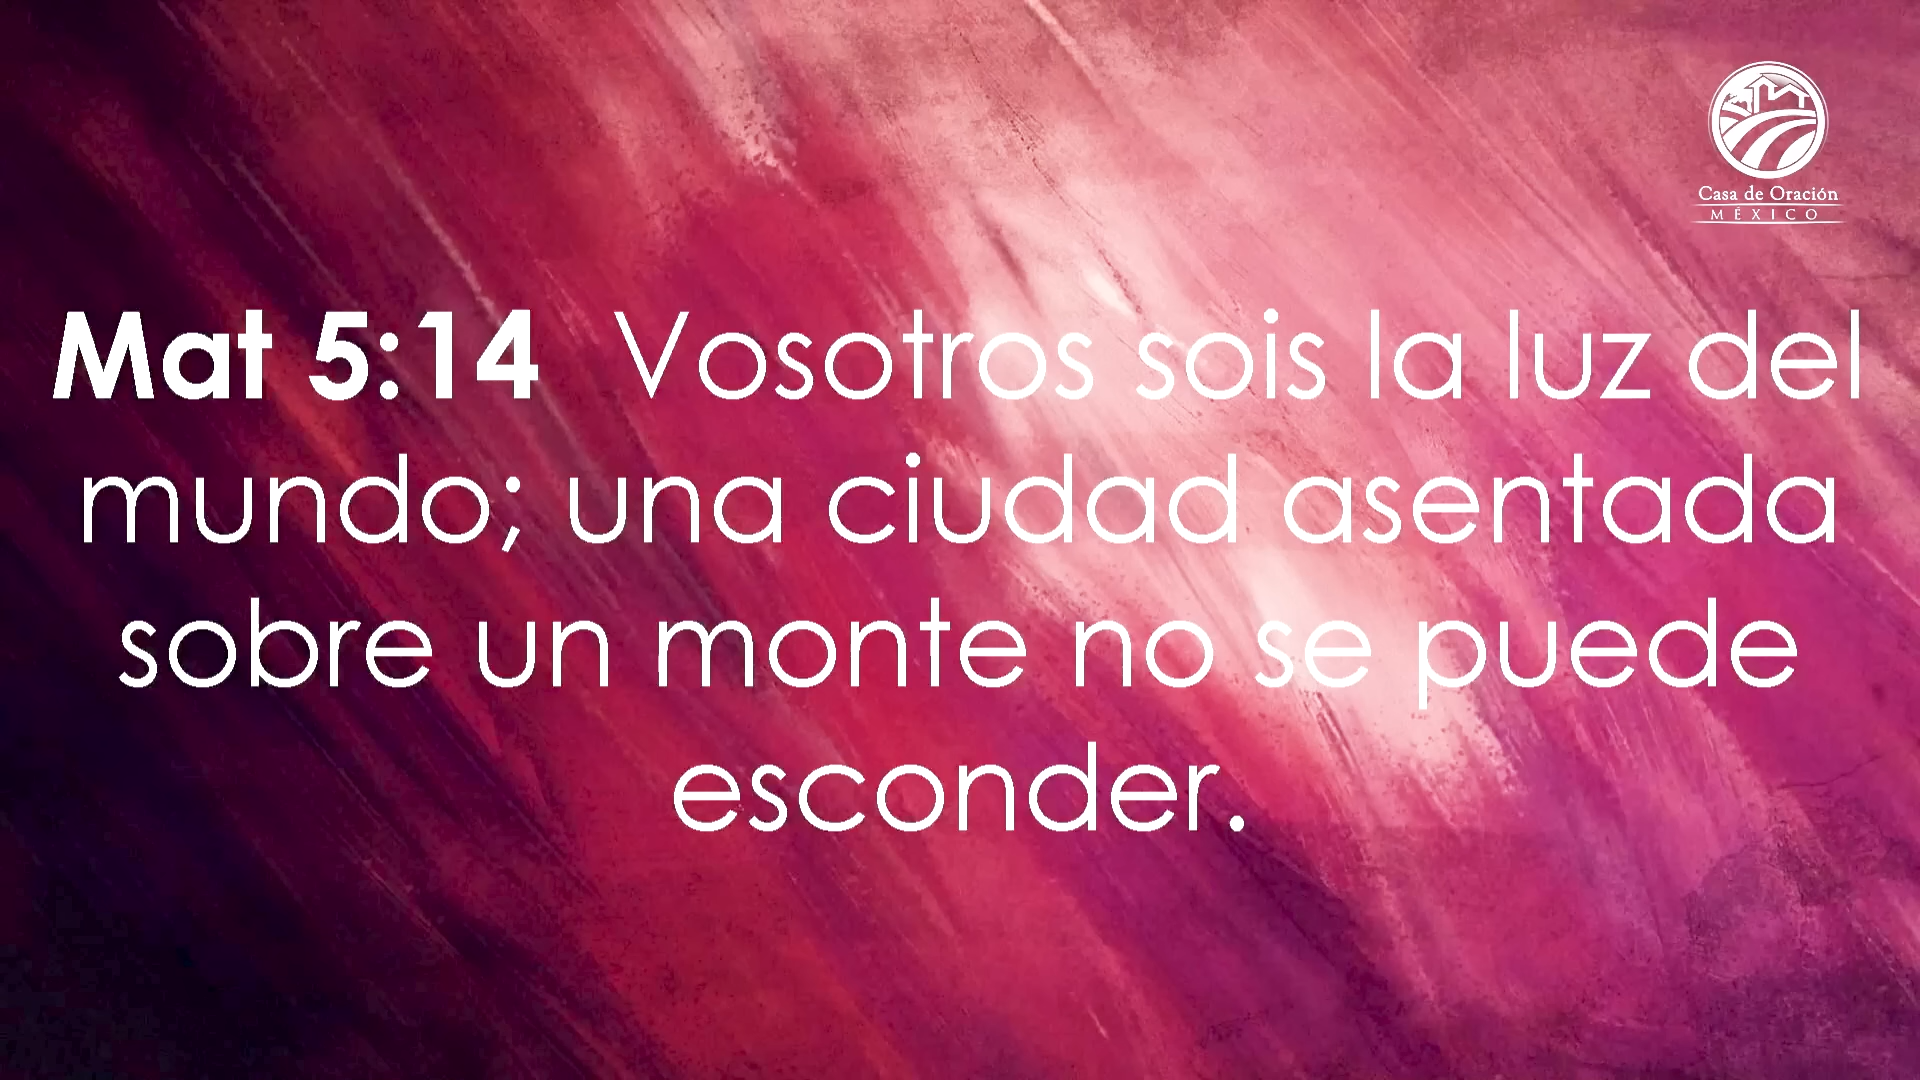 Casa de Oración
MÉXICO
Mat 5:14 Vosotros sois la luz del
mundo; una ciudad asentada
sobre un monte no se puede
esconder.